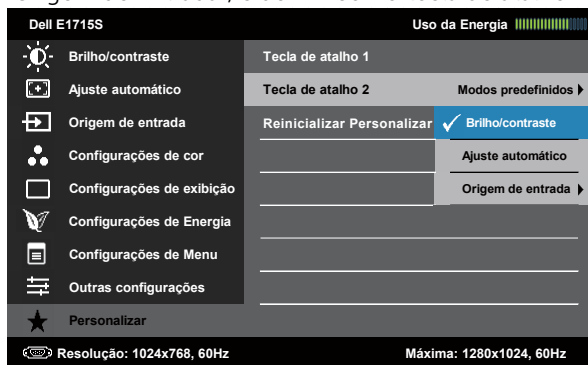 Dell E1715S Uso da Energia
Brilho/contraste Tecla de atalho 1
Ajuste automático Tecla de atalho 2 Modos predefinidos
Origem de entrada Reinicializar Personalizar Brilho/contraste
Configurações de cor Ajuste automático
Configurações de exibição Origem de entrada
Configurações de Energia
Configurações de Menu
Outras configurações
Personalizar
Resolução: 1024x768, 60Hz Máxima: 1280x1024, 60Hz